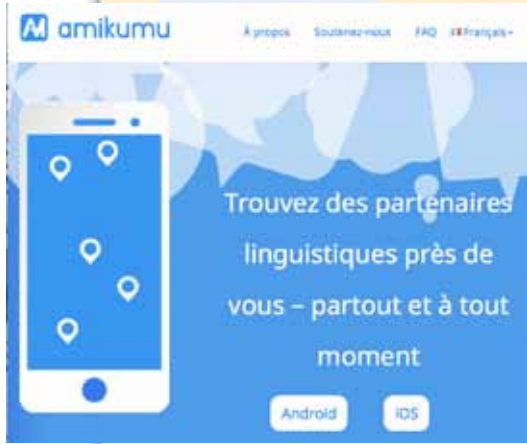 amikumu À propos Soutenez-nous FAQ Français
Trouvez des partenaires
linguistiques près de
vous – partout et à tout
moment
Android iOS